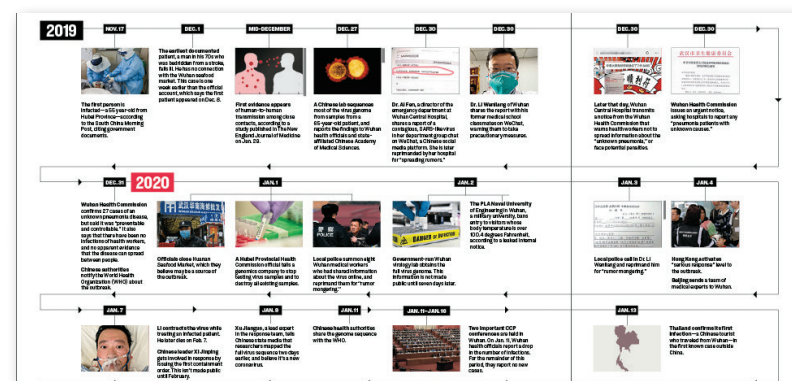 2019
NOV. 17
The first person is
infected—a 55 year-old from
Hubei Province—according
to the South China Morning
Post, citing government
documents.
DEC. 1
The earliest documented
patient, a man in his 70s who
was bedridden from a stroke,
falls ill. He has no connection
with the Wuhan seafood
market. This case is one
week earlier than the official
account, which says the first
patient appeared on Dec. 8.
MID-DECEMBER
First evidence appears
of human-to-human
transmission among close
contacts, according to a
study published in The New
England Journal of Medicine
on Jan. 29.
DEC. 27
A Chinese lab sequences
most of the virus genome
from samples from a
65-year-old patient, and
reports the findings to Wuhan
health officials and state-
affiliated Chinese Academy
of Medical Sciences.
DEC. 30
Dr. Ai Fen, a director of the
emergency department at
Wuhan Central Hospital,
shares a report of a
contagious, SARS-like virus
in her department group chat
on WeChat, a Chinese social
media platform. She is later
reprimanded by her hospital
for "spreading rumors."
DEC. 30
Dr. Li Wenliang of Wuhan
shares the report with his
former medical school
classmates on WeChat,
warning them to take
precautionary measures.
DEC. 30
Later that day, Wuhan
Central Hospital transmits
a notice from the Wuhan
Health Commission that
warns health workers not to
spread information about the
"unknown pneumonia," or
face potential penalties.
DEC. 30
武汉市卫生健康委员会
Wuhan Health Commission
issues an urgent notice,
asking hospitals to report any
"pneumonia patients with
unknown causes."
DEC. 31
Wuhan Health Commission
confirms 27 cases of an
unknown pneumonia disease,
but said it was "preventable
and controllable." It also
says that there have been no
infections of health workers,
and no apparent evidence
that the disease can spread
between people.
Chinese authorities
notify the World Health
Organization (WHO) about
the outbreak.
2020
JAN. 1
Officials close Huanan
Seafood Market, which they
believe may be a source of
the outbreak.
A Hubei Provincial Health
Commission official tells a
genomics company to stop
testing virus samples and to
destroy all existing samples.
POLICE
Local police summon eight
Wuhan medical workers
who had shared information
about the virus online, and
reprimand them for "rumor
mongering."
JAN. 2
DANGER OF INFECTION
Government-run Wuhan
virology lab obtains the
full virus genome. This
information is not made
public until seven days later.
The PLA Naval University
of Engineering in Wuhan,
a military university, bans
entry to visitors whose
body temperature is over
100.4 degrees Fahrenheit,
according to a leaked internal
notice.
JAN. 3
Local police call in Dr. Li
Wenliang and reprimand him
for "rumor mongering."
JAN. 4
Hong Kong activates
"serious response" level to
the outbreak.
Beijing sends a team of
medical experts to Wuhan.
JAN. 7
Li contracts the virus while
treating an infected patient.
He later dies on Feb. 7.
Chinese leader Xi Jinping
gets involved in response by
issuing the first containment
order. This isn't made public
until February.
JAN. 9
Xu Jianguo, a lead expert
in the response team, tells
Chinese state media that
researchers mapped the
full virus sequence two days
earlier, and believe it's a new
coronavirus.
JAN. 11
Chinese health authorities
share the genome sequence
with the WHO.
JAN. 11–JAN. 16
Two important CCP
conferences are held in
Wuhan. On Jan. 11, Wuhan
health officials report a drop
in the number of infections.
For the remainder of this
period, they report no new
cases.
JAN. 13
Thailand confirms its first
infection—a Chinese tourist
who traveled from Wuhan—in
the first known case outside
China.